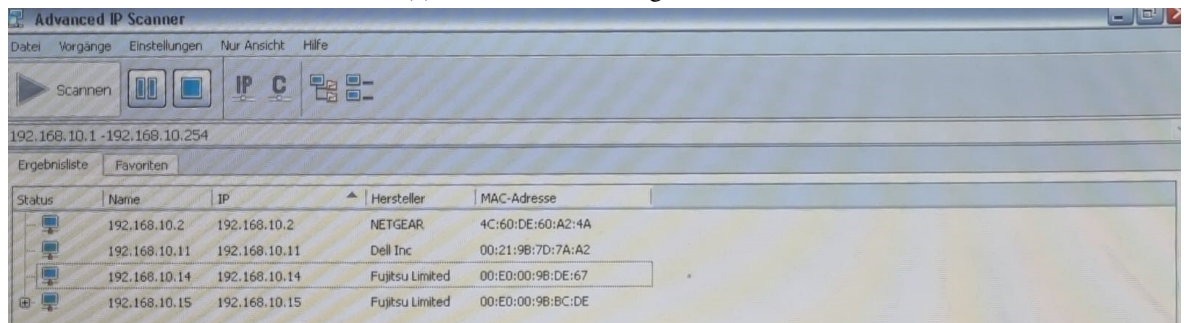 Advanced IP Scanner
Datei Vorgänge Einstellungen Nur Ansicht Hilfe
Scannen IP C
192.168.10.1 -192.168.10.254
Ergebnisliste Favoriten
Status Name IP Hersteller MAC-Adresse
192.168.10.2 192.168.10.2 NETGEAR 4C:60:DE:60:A2:4A
192.168.10.11 192.168.10.11 Dell Inc 00:21:9B:7D:7A:A2
192.168.10.14 192.168.10.14 Fujitsu Limited 00:E0:00:9B:DE:67
192.168.10.15 192.168.10.15 Fujitsu Limited 00:E0:00:9B:BC:DE